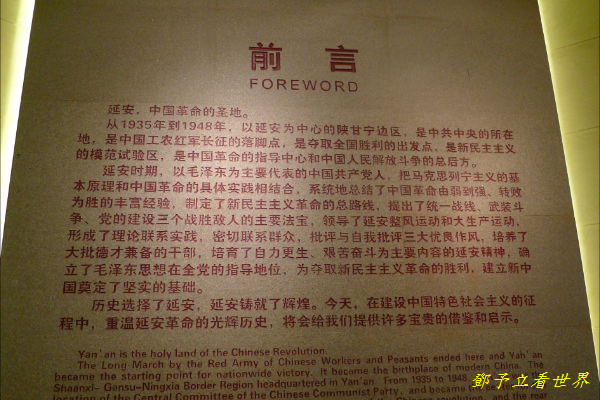 前言
FOREWORD
延安,中国革命的圣地。
从1935年到1948年,以延安为中心的陕甘宁边区,是中共中央的所在
地,是中国工农红军长征的落脚点,是夺取全国胜利的出发点,是新民主主义
的模范试验区,是中国革命的指导中心和中国人民解放斗争的总后方。
延安时期,以毛泽东为主要代表的中国共产党人,把马克思列宁主义的基
本原理和中国革命的具体实践相结合,系统地总结了中国革命由弱到强、转败
为胜的丰富经验,制定了新民主主义革命的总路线,提出了统一战线、武装斗
争、党的建设三个战胜敌人的主要法宝,领导了延安整风运动和大生产运动,
形成了理论联系实践,密切联系群众,批评与自我批评三大优良作风,培养了
大批德才兼备的干部,培育了自力更生、艰苦奋斗为主要内容的延安精神,确
立了毛泽东思想在全党的指导地位,为夺取新民主主义革命的胜利,建立新中
国奠定了坚实的基础。
历史选择了延安,延安铸就了辉煌。今天,在建设中国特色社会主义的征
程中,重温延安革命的光辉历史,将会给我们提供许多宝贵的借鉴和启示。
Yan'an is the holy land of the Chinese Revolution.
The Long March by the Red Army of Chinese Workers and Peasants ended here and Yah'an
became the starting point for nationwide victory. It became the birthplace of modern China. The
Shaanxi- Gansu-Ningxia Border Region headquartered in Yan'an From 1935 to 1948
location of the Central Committee of the Chinese Communist Party, and became
Chinese revolution, and the rear
鄧予立看世界